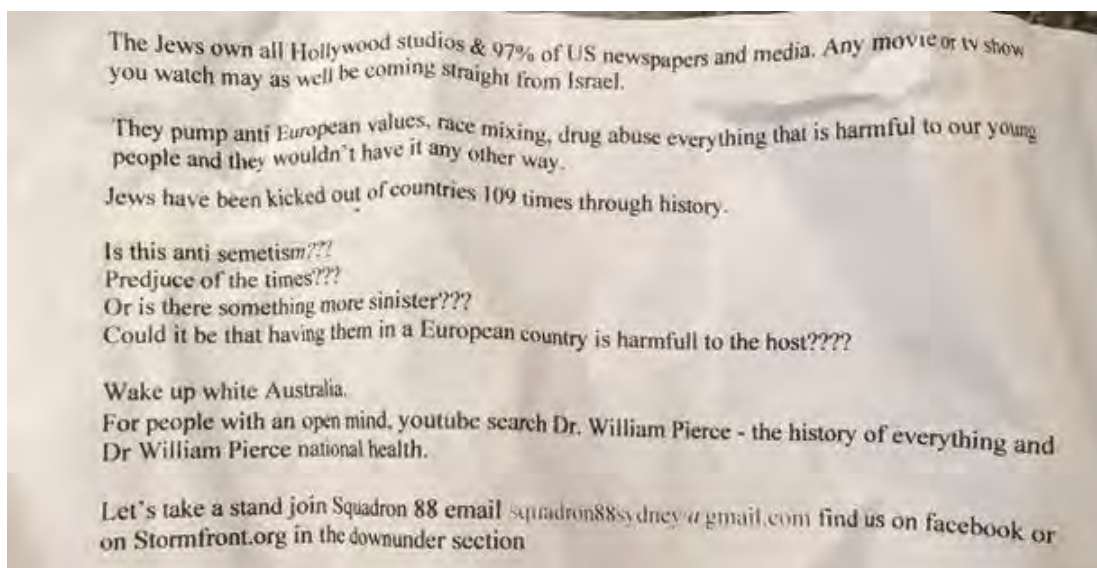 The Jews own all Hollywood studios & 97% of US newspapers and media. Any movie or tv show
you watch may as well be coming straight from Israel.
They pump anti European values, race mixing, drug abuse everything that is harmful to our young
people and they wouldn't have it any other way.
Jews have been kicked out of countries 109 times through history.
Is this anti semetism???
Predjuce of the times???
Or is there something more sinister???
Could it be that having them in a European country is harmfull to the host????
Wake up white Australia.
For people with an open mind, youtube search Dr. William Pierce - the history of everything and
Dr William Pierce national health.
Let's take a stand join Squadron 88 email find us on facebook or
on Stormfront.org in the downunder section